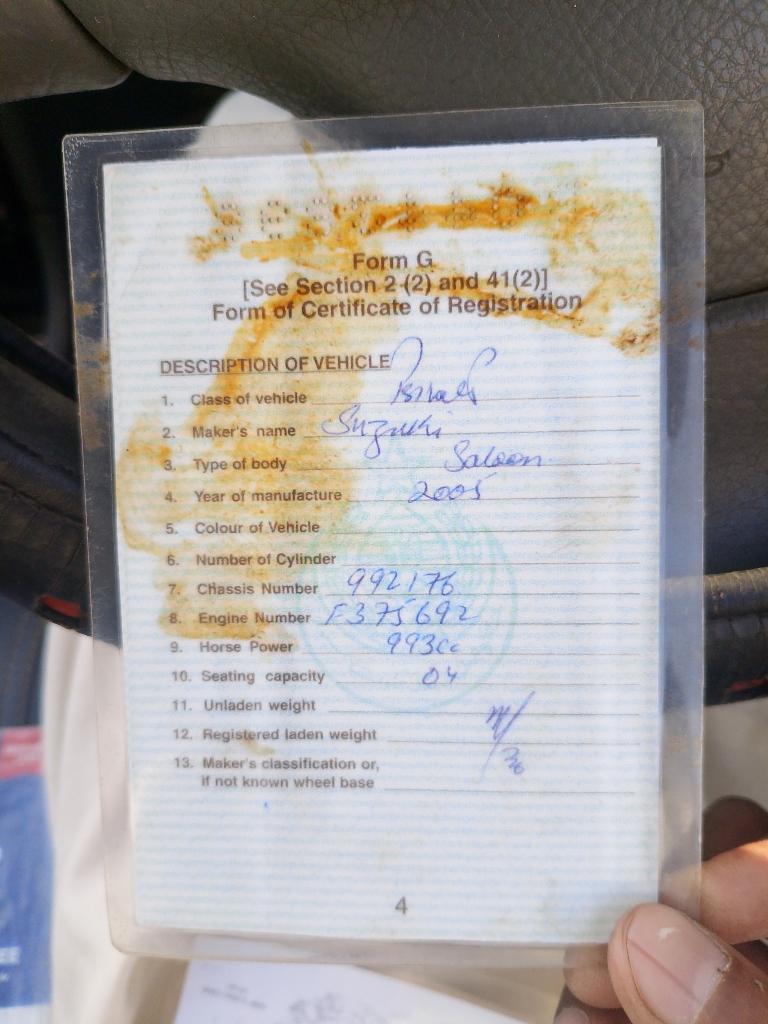 Form G
[See Section 2 (2) and 41(2)]
Form of Certificate of Registration
DESCRIPTION OF VEHICLE
1. Class of vehicle
2. Maker's name Suzuki
3. Type of body Saloon
4. Year of manufacture 2005
5. Colour of Vehicle
6. Number of Cylinder
7. Chassis Number 992176
8. Engine Number F375692
9. Horse Power 993cc
10. Seating capacity 04
11. Unladen weight
12. Registered laden weight
13. Maker's classification or,
if not known wheel base
4